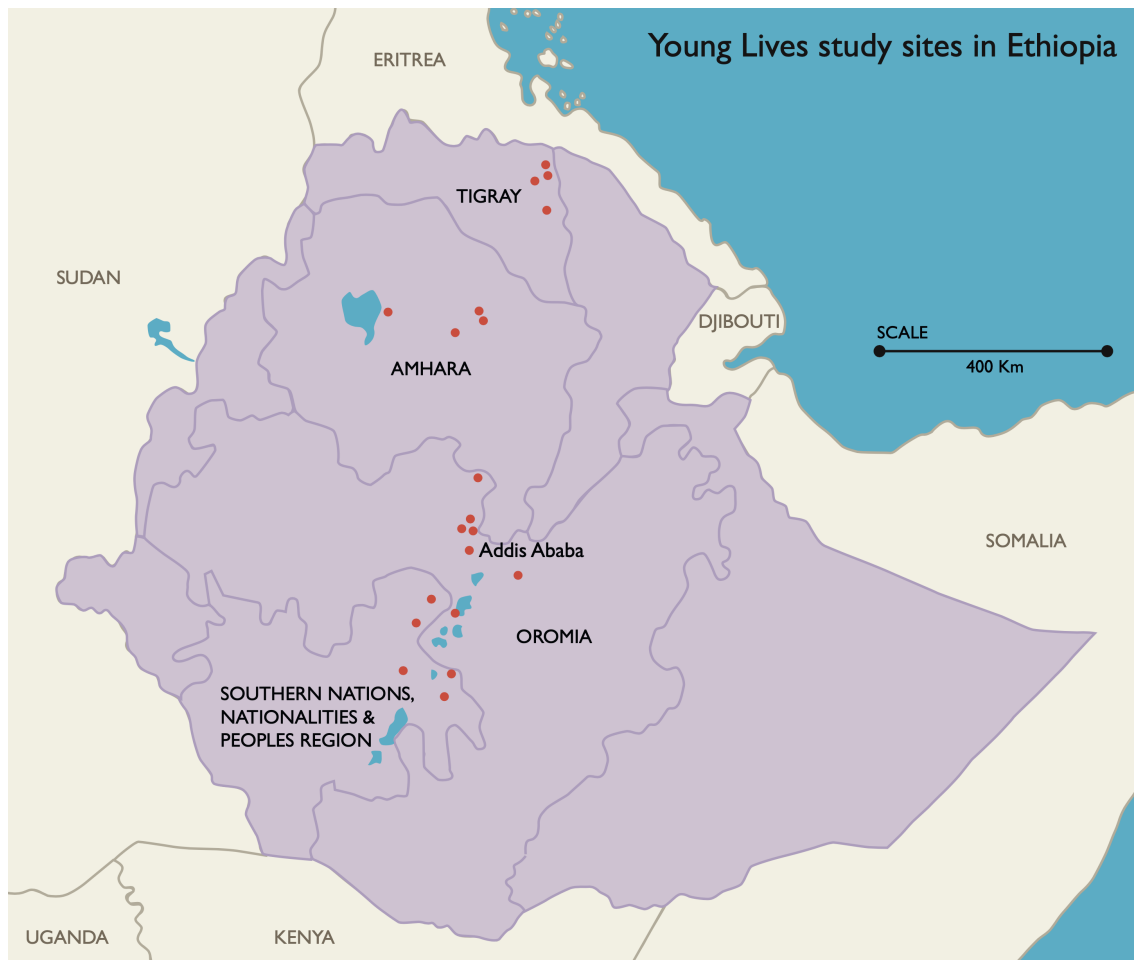 Young Lives study sites in Ethiopia
ERITREA
TIGRAY
SUDAN
DJIBOUTI
SCALE
400 Km
AMHARA
SOMALIA
Addis Ababa
OROMIA
SOUTHERN NATIONS,
NATIONALITIES &
PEOPLES REGION
UGANDA
KENYA